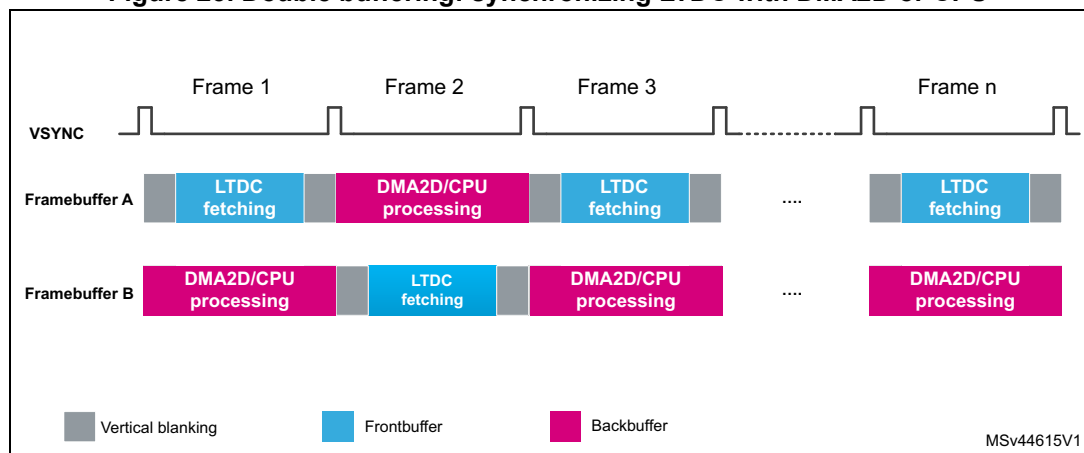 Frame 1 Frame 2 Frame 3 Frame n
VSYNC
Framebuffer A LTDC fetching DMA2D/CPU processing LTDC fetching .... LTDC fetching
Framebuffer B DMA2D/CPU processing LTDC fetching DMA2D/CPU processing .... DMA2D/CPU processing
Vertical blanking Frontbuffer Backbuffer
MSv44615V1